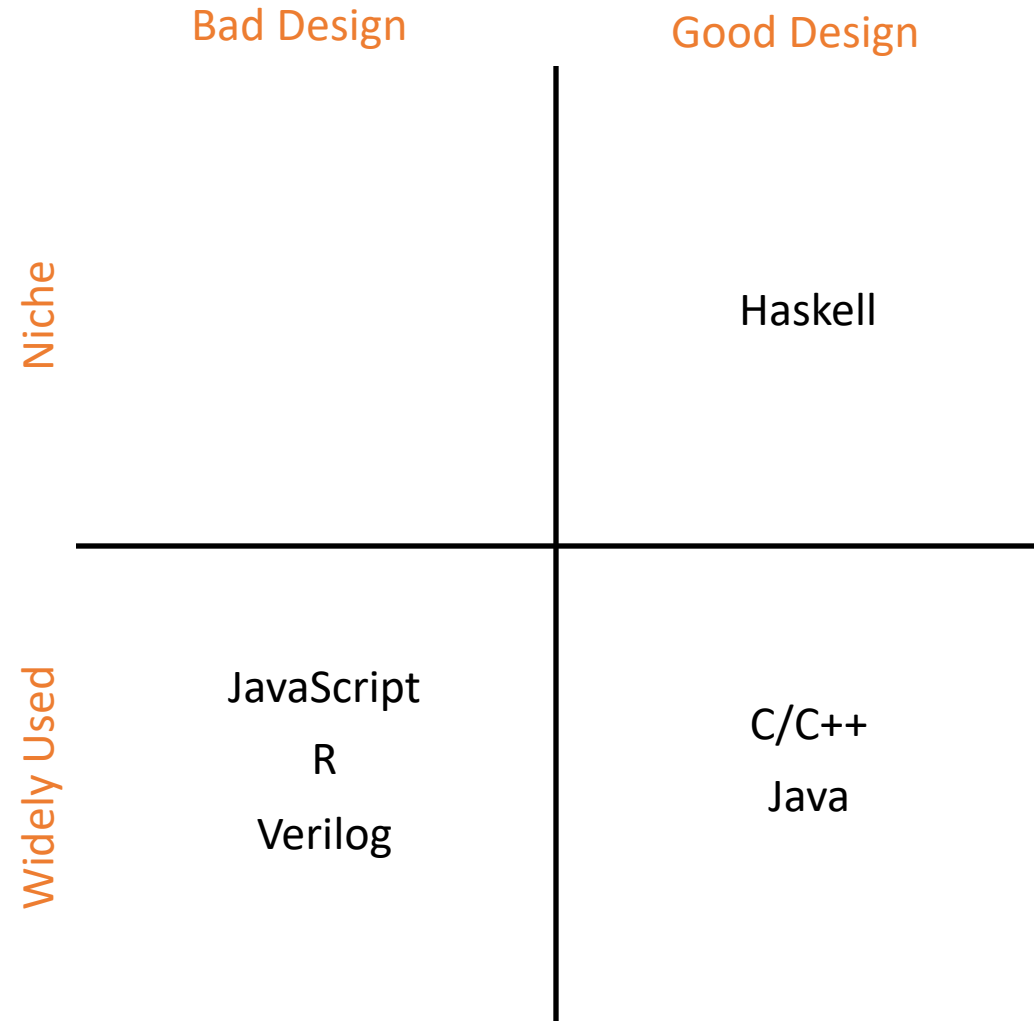 Bad Design
Good Design
Niche
Haskell
Widely Used
JavaScript
R
Verilog
C/C++
Java